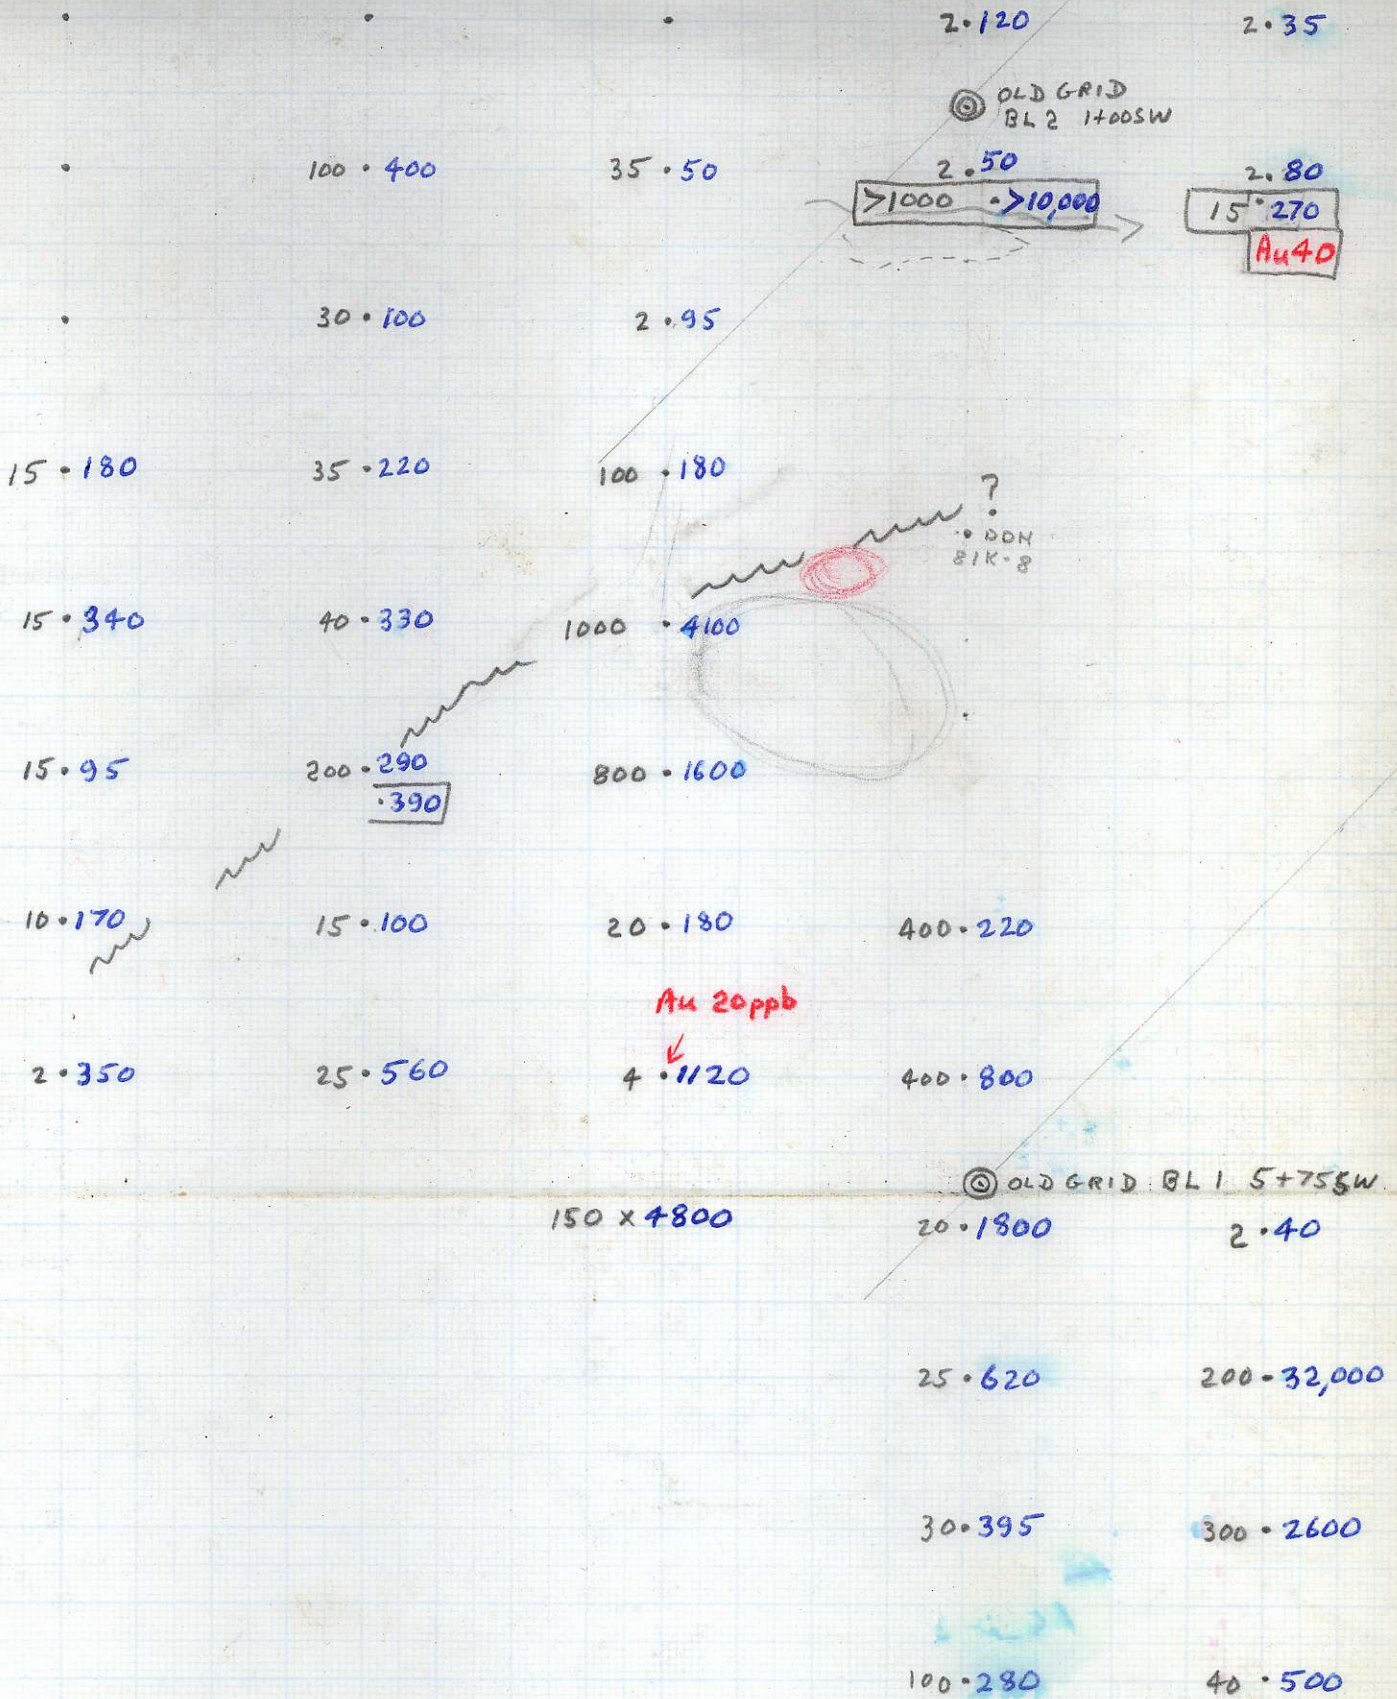 2·120 2·35
OLD GRID
BL2 1+00SW
100·400 35·50 2·50 2·80
>1000 ·>10,000 15·270
Au40
30·100 2·95
15·180 35·220 100·180
?
DDH
81K-8
15·340 40·330 1000·4100
15·95 200·290 800·1600
·390
10·170 15·100 20·180 400·220
Au 20ppb
2·350 25·560 4·1120 400·800
OLD GRID BL 1 5+75SW
150 x 4800 20·1800 2·40
25·620 200-32,000
30·395 300·2600
100·280 40·500